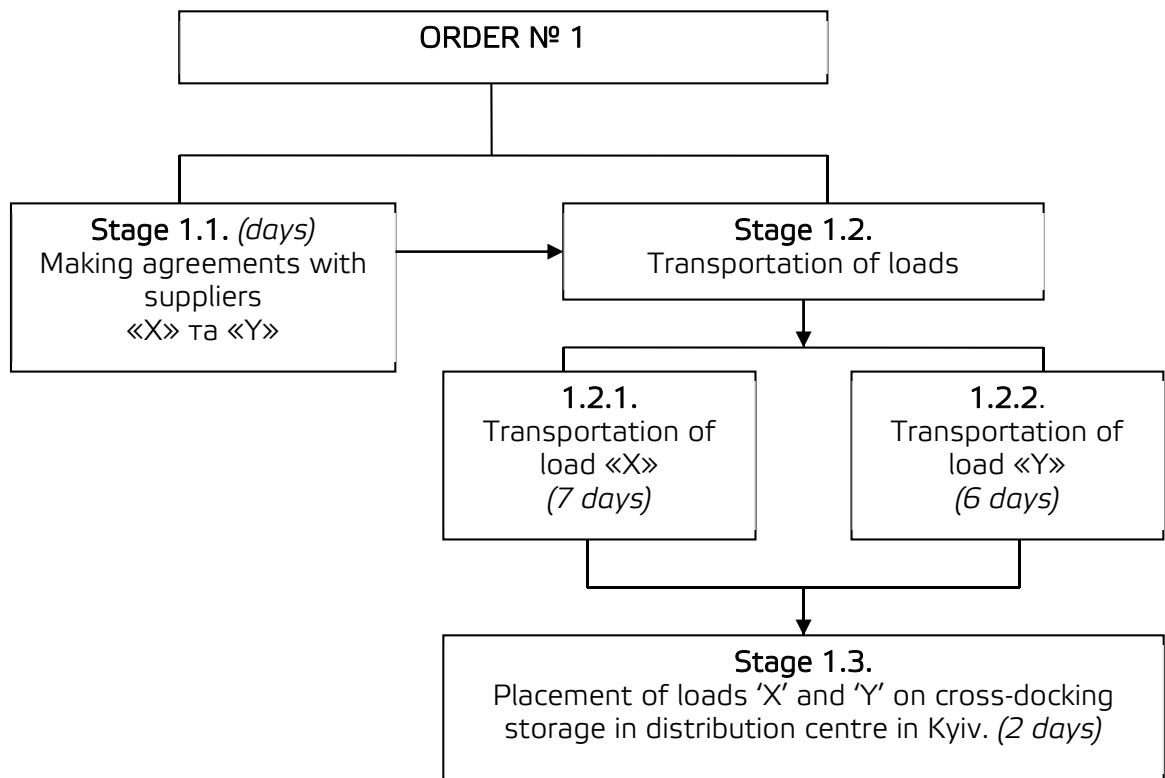 ORDER № 1
Stage 1.1. (days)
Making agreements with
suppliers
«X» та «Y»
Stage 1.2.
Transportation of loads
1.2.1.
Transportation of
load «X»
(7 days)
1.2.2.
Transportation of
load «Y»
(6 days)
Stage 1.3.
Placement of loads ‘X’ and ‘Y’ on cross-docking
storage in distribution centre in Kyiv. (2 days)